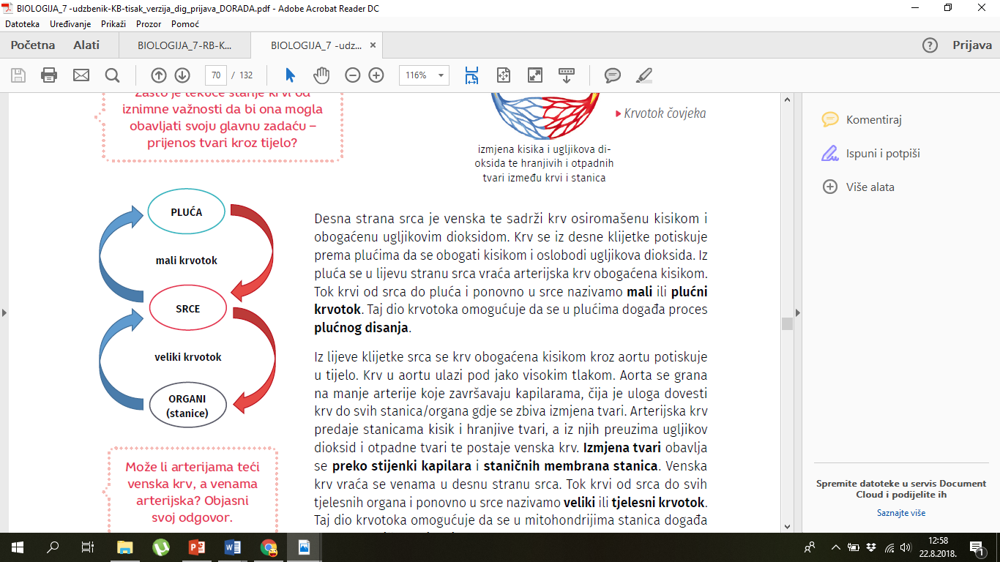 BIOLOGIJA_7 -udzbenik-KB-tisak_verzija_dig_prijava_DORADA.pdf - Adobe Acrobat Reader DC
Datoteka Uređivanje Prikaži Prozor Pomoć
Početna Alati BIOLOGIJA_7-RB-K... BIOLOGIJA_7 -udz... × Prijava
70 / 132 116%
Zašto je tekuće stanje krvi od
iznimne važnosti da bi ona mogla
obavljati svoju glavnu zadaću –
prijenos tvari kroz tijelo?
Krvotok čovjeka
izmjena kisika i ugljikova di-
oksida te hranjivih i otpadnih
tvari između krvi i stanica
PLUĆA
mali krvotok
SRCE
veliki krvotok
ORGANI
(stanice)
Može li arterijama teći
venska krv, a venama
arterijska? Objasni
svoj odgovor.
Desna strana srca je venska te sadrži krv osiromašenu kisikom i
obogaćenu ugljikovim dioksidom. Krv se iz desne klijetke potiskuje
prema plućima da se obogati kisikom i oslobodi ugljikova dioksida. Iz
pluća se u lijevu stranu srca vraća arterijska krv obogaćena kisikom.
Tok krvi od srca do pluća i ponovno u srce nazivamo mali ili plućni
krvotok. Taj dio krvotoka omogućuje da se u plućima događa proces
plućnog disanja.
Iz lijeve klijetke srca se krv obogaćena kisikom kroz aortu potiskuje
u tijelo. Krv u aortu ulazi pod jako visokim tlakom. Aorta se grana
na manje arterije koje završavaju kapilarama, čija je uloga dovesti
krv do svih stanica/organa gdje se zbiva izmjena tvari. Arterijska krv
predaje stanicama kisik i hranjive tvari, a iz njih preuzima ugljikov
dioksid i otpadne tvari te postaje venska krv. Izmjena tvari obavlja
se preko stijenki kapilara i staničnih membrana stanica. Venska
krv vraća se venama u desnu stranu srca. Tok krvi od srca do svih
tjelesnih organa i ponovno u srce nazivamo veliki ili tjelesni krvotok.
Taj dio krvotoka omogućuje da se u mitohondrijima stanica događa
Komentiraj
Ispuni i potpiši
Više alata
Spremite datoteke u servis Document
Cloud i podijelite ih
Saznajte više
12:58
22.8.2018.
1